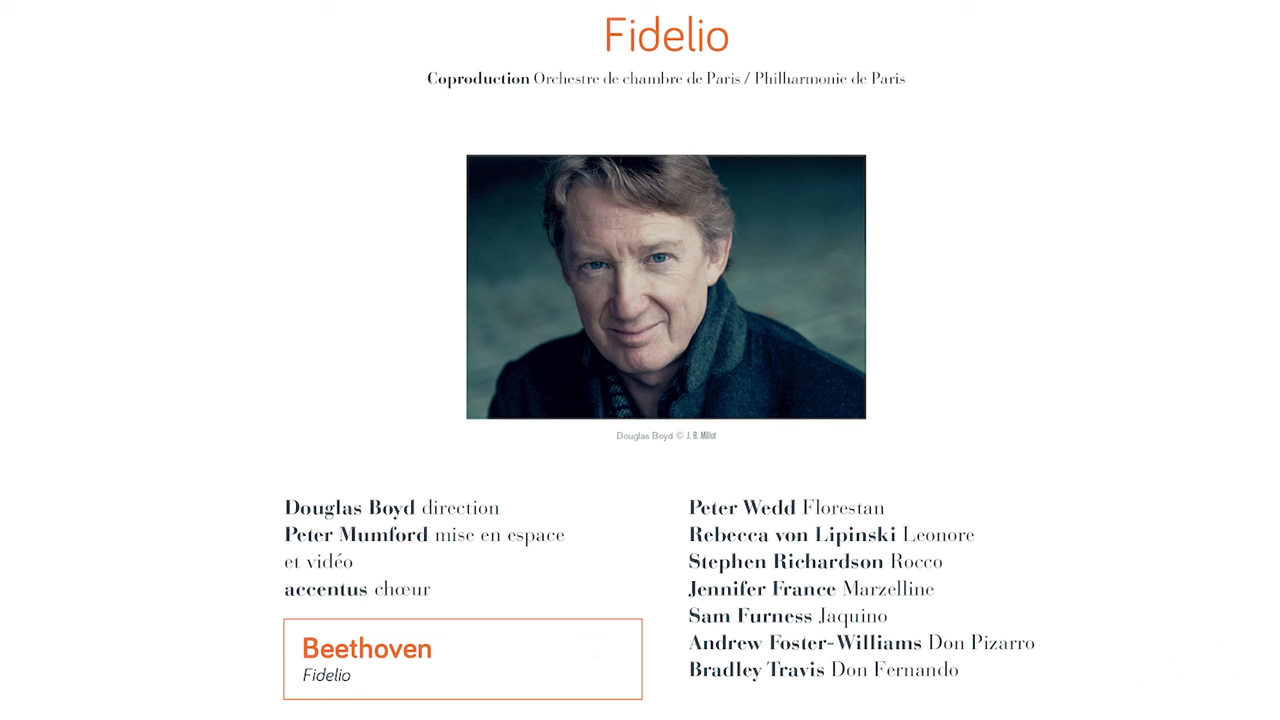 Fidelio
Coproduction Orchestre de chambre de Paris / Philharmonie de Paris
Douglas Boyd © J. B. Millot
Douglas Boyd direction
Peter Mumford mise en espace
et vidéo
accentus chœur
Beethoven
Fidelio
Peter Wedd Florestan
Rebecca von Lipinski Leonore
Stephen Richardson Rocco
Jennifer France Marzelline
Sam Furness Jaquino
Andrew Foster-Williams Don Pizarro
Bradley Travis Don Fernando